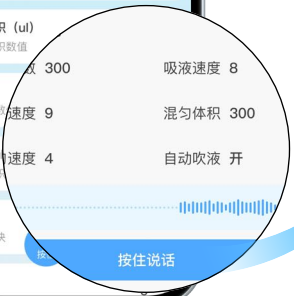 积（ul）
积数值
数 300 吸液速度 8
速度 9 混匀体积 300
速度 4 自动吹液 开
按住说话